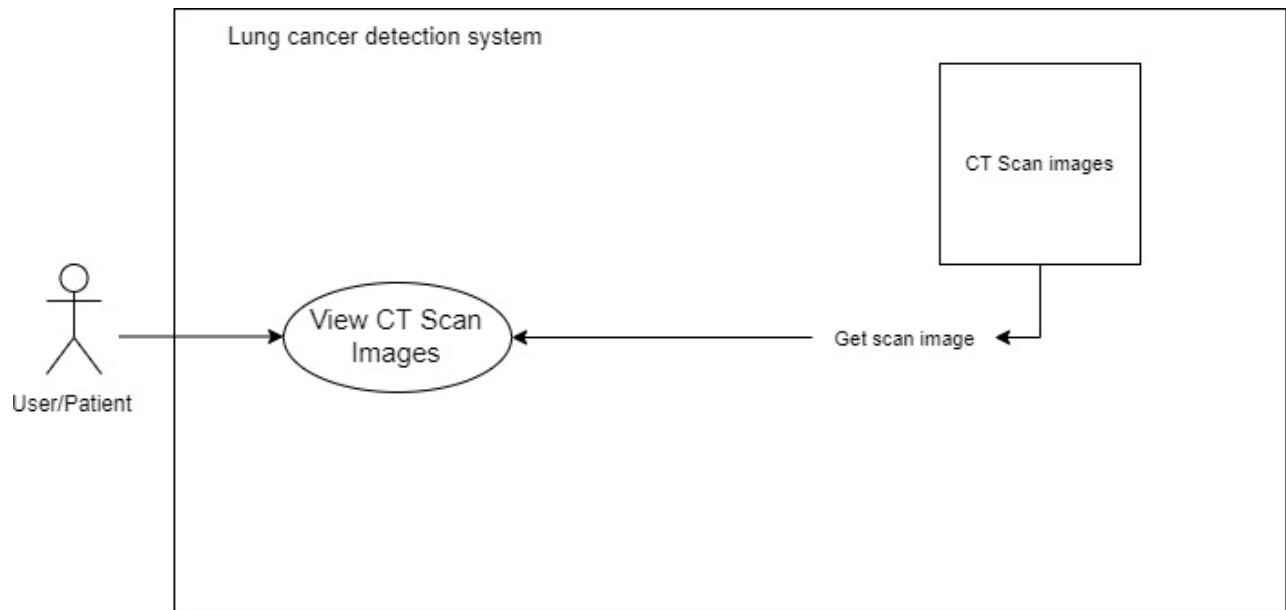 Lung cancer detection system
CT Scan images
View CT Scan
Images
Get scan image
User/Patient